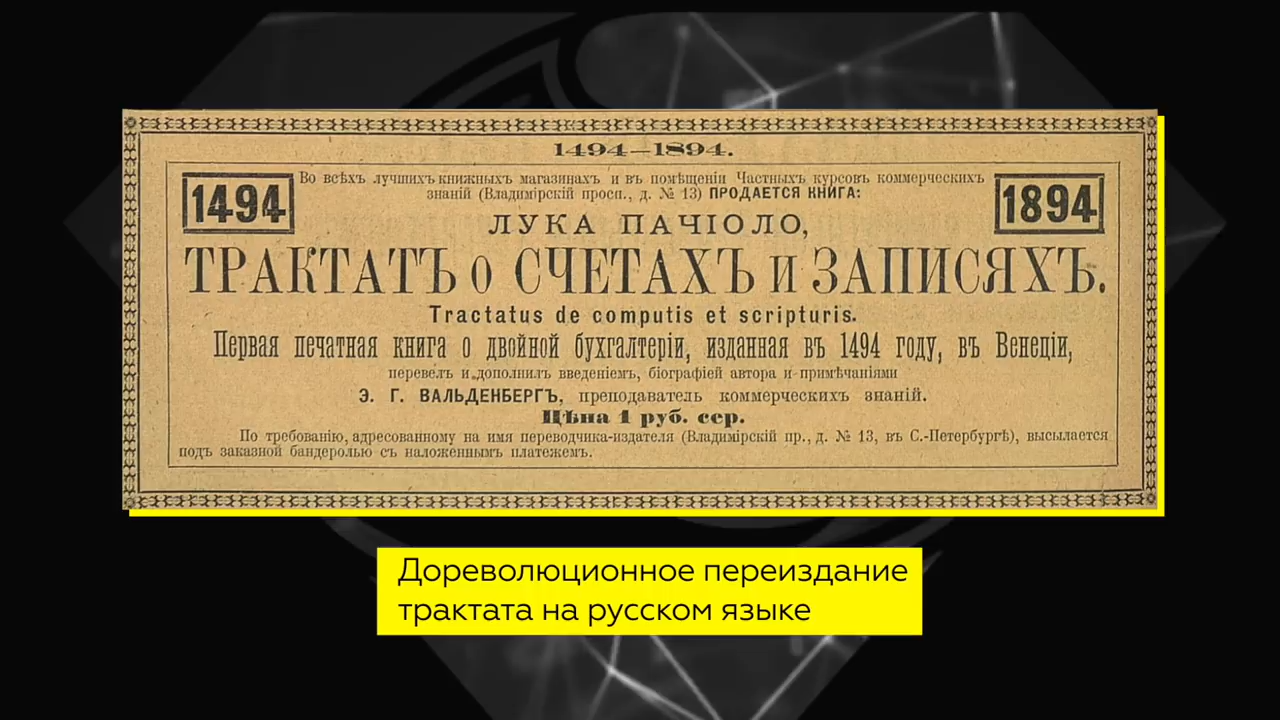 1494—1894.
1494
1894
Во всѣхъ лучшихъ книжныхъ магазинахъ и въ помѣщеніи Частныхъ курсовъ коммерческихъ
знаній (Владимірскій просп., д. № 13) ПРОДАЕТСЯ КНИГА:
ЛУКА ПАЧІОЛО,
ТРАКТАТЪ о СЧЕТАХЪ и ЗАПИСЯХЪ.
Tractatus de computis et scripturis.
Первая печатная книга о двойной бухгалтеріи, изданная въ 1494 году, въ Венеціи,
перевелъ и дополнилъ введеніемъ, біографіей автора и примѣчаніями
Э. Г. ВАЛЬДЕНБЕРГЪ, преподаватель коммерческихъ знаній.
Цѣна 1 руб. сер.
По требованію, адресованному на имя переводчика-издателя (Владимірскій пр., д. № 13, въ С.-Петербургѣ), высылается
подъ заказной бандеролью съ наложеннымъ платежемъ.
Дореволюционное переиздание
трактата на русском языке